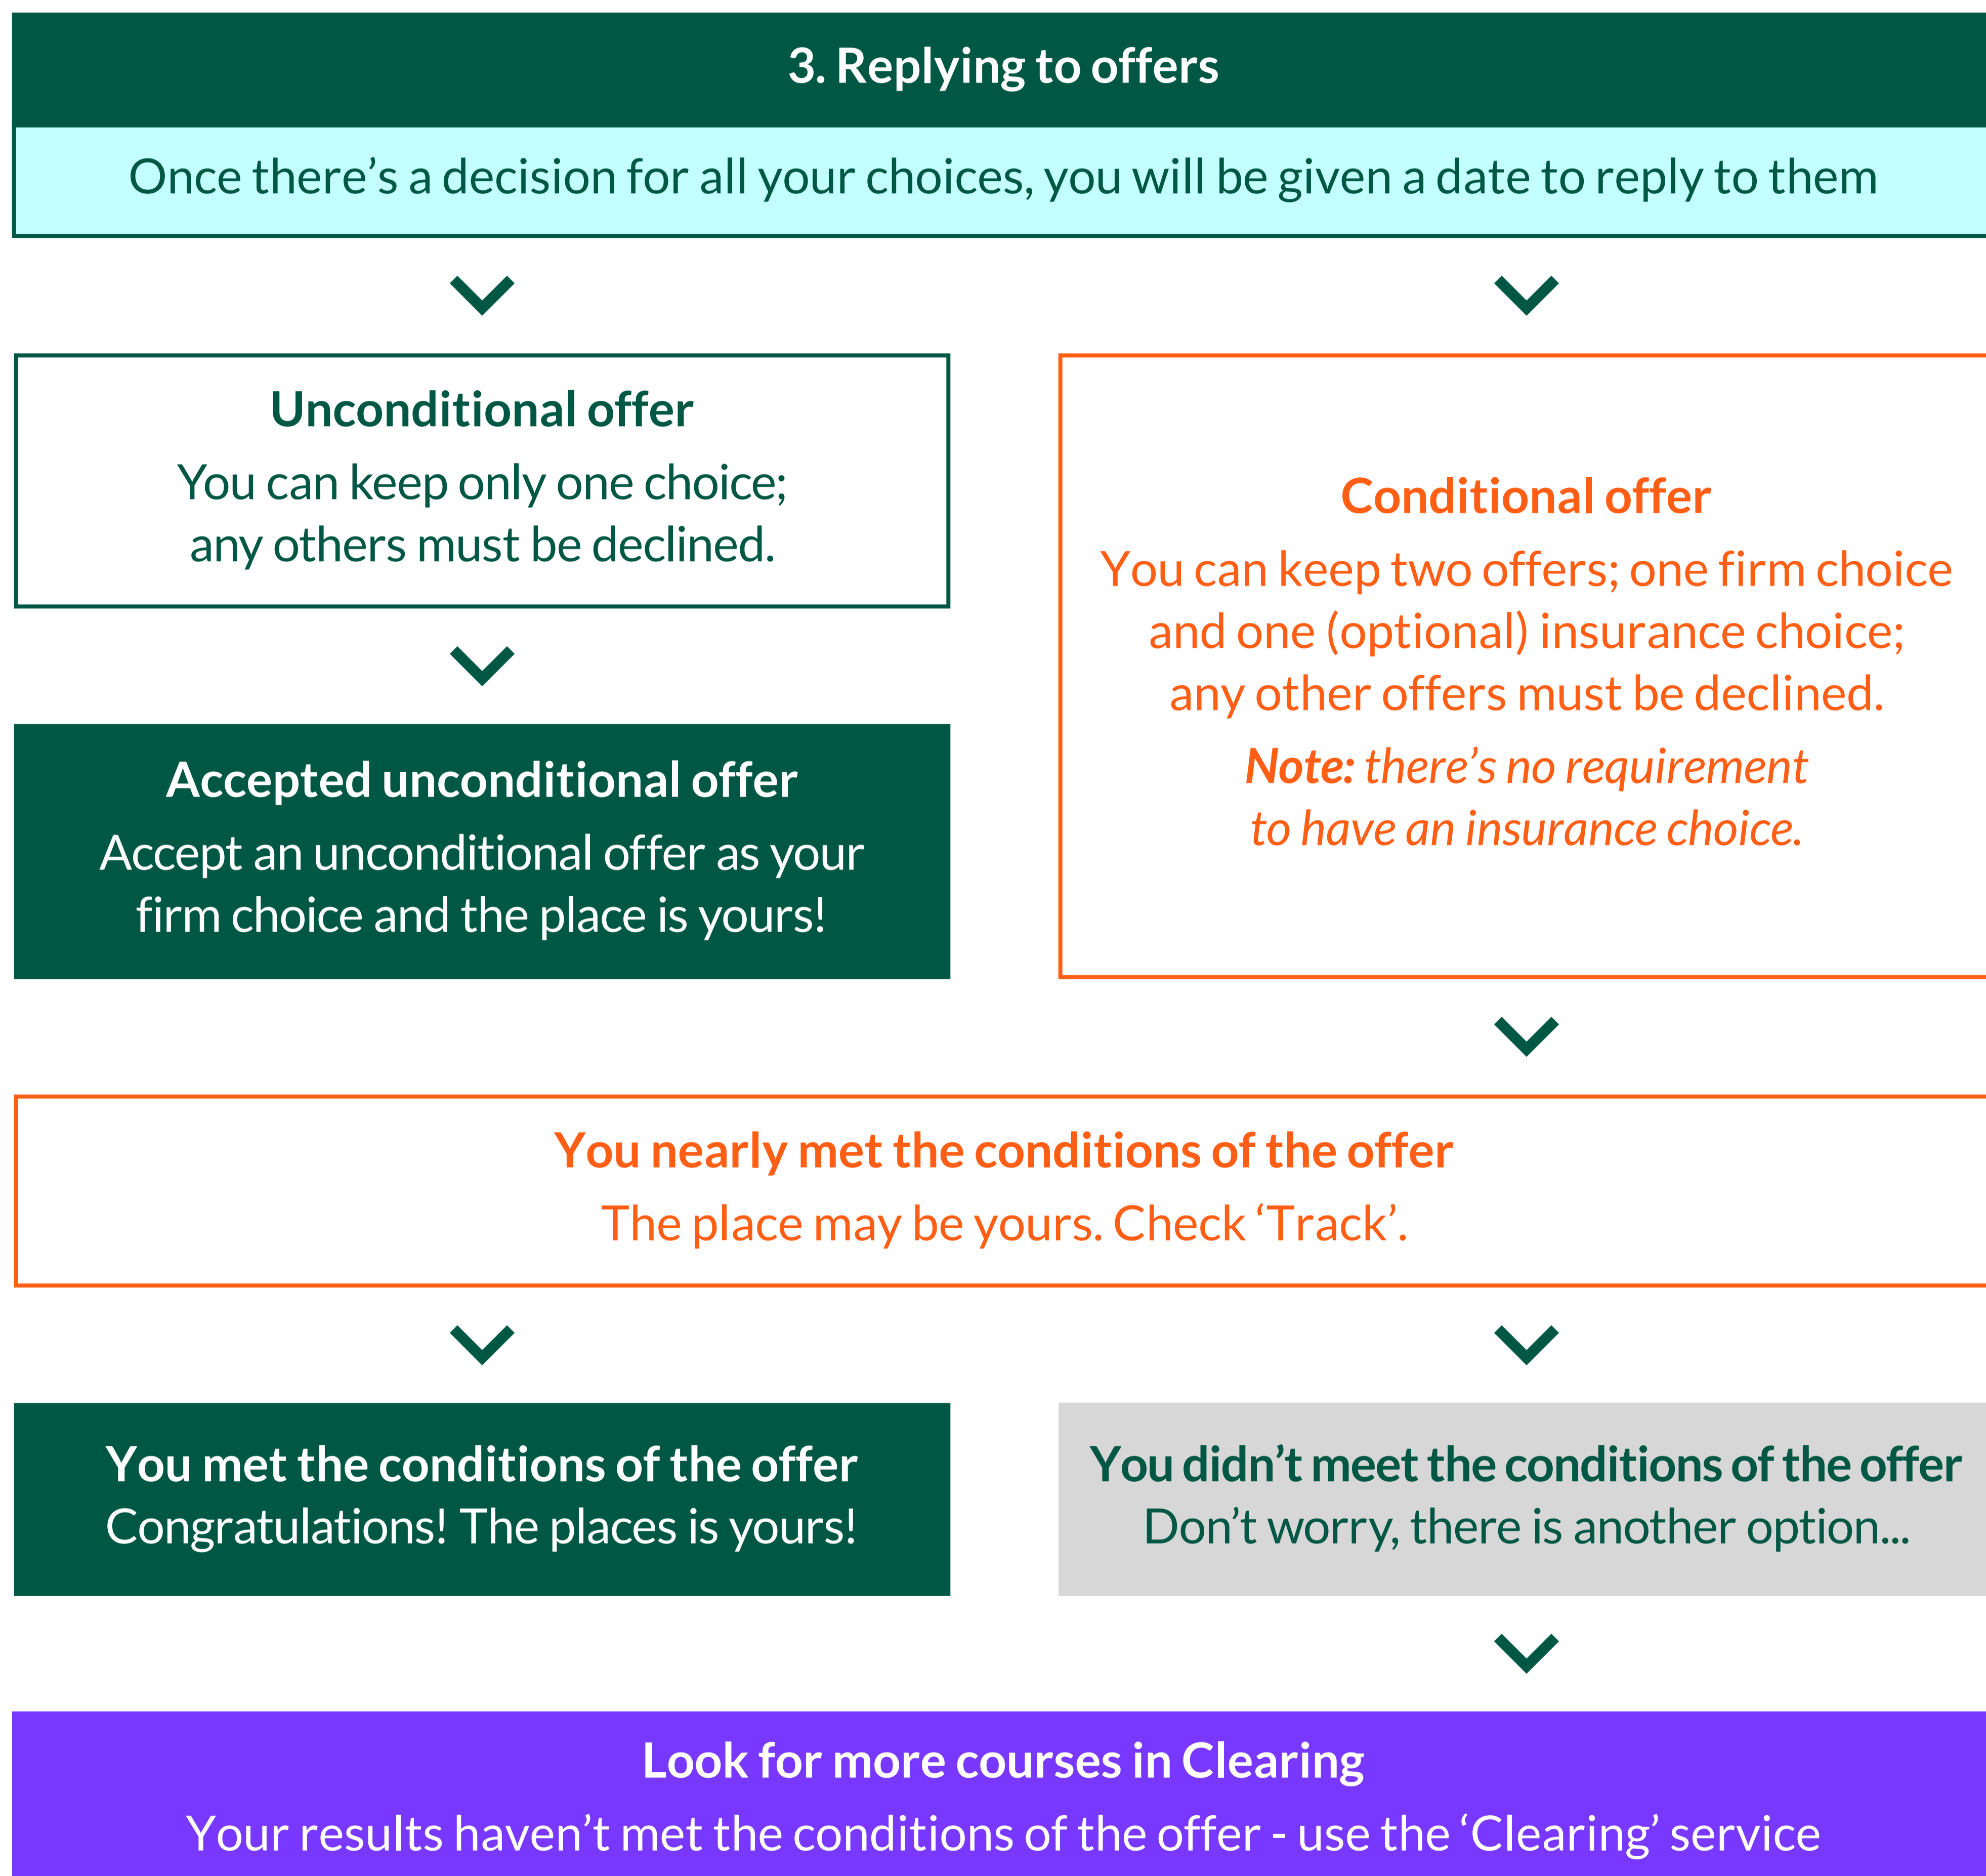 3. Replying to offers
Once there’s a decision for all your choices, you will be given a date to reply to them
Unconditional offer
You can keep only one choice;
any others must be declined.
Accepted unconditional offer
Accept an unconditional offer as your
firm choice and the place is yours!
Conditional offer
You can keep two offers; one firm choice
and one (optional) insurance choice;
any other offers must be declined.
Note: there’s no requirement
to have an insurance choice.
You nearly met the conditions of the offer
The place may be yours. Check ‘Track’.
You met the conditions of the offer
Congratulations! The places is yours!
You didn’t meet the conditions of the offer
Don’t worry, there is another option...
Look for more courses in Clearing
Your results haven’t met the conditions of the offer - use the ‘Clearing’ service